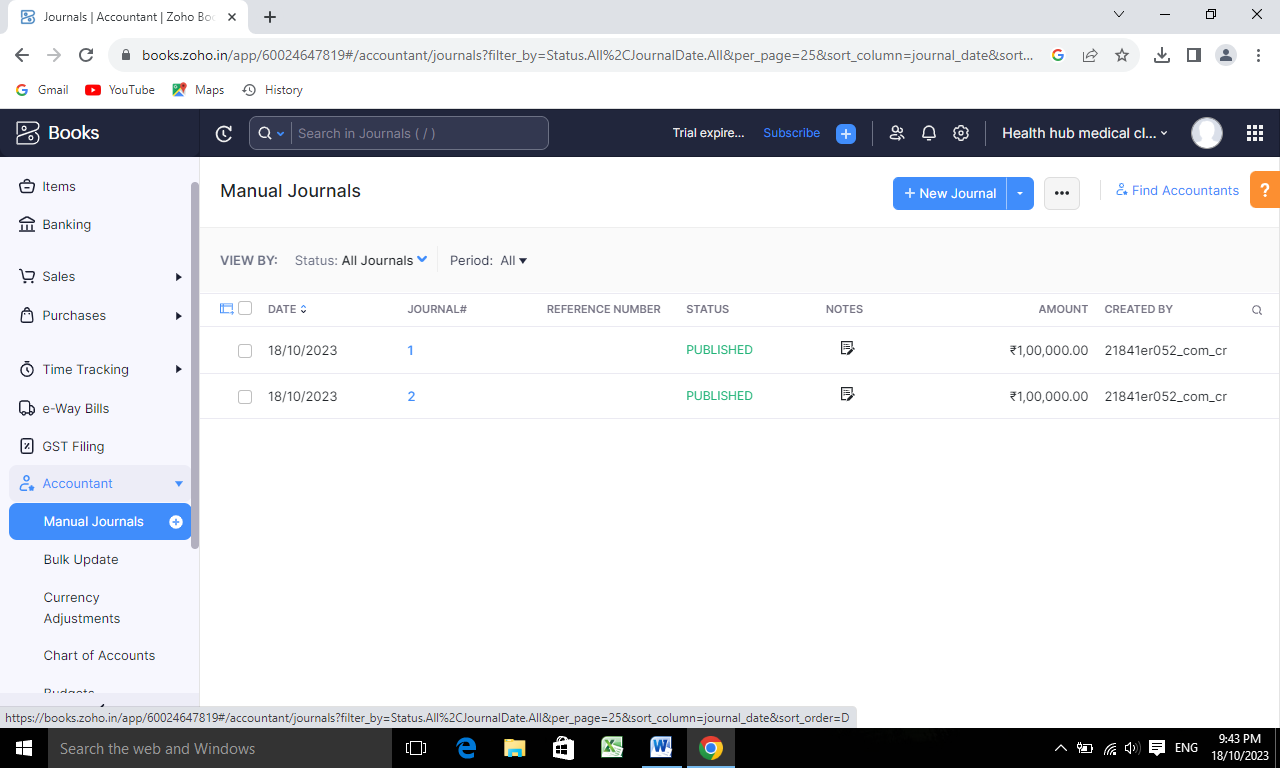 Journals | Accountant | Zoho Boo
books.zoho.in/app/60024647819#/accountant/journals?filter_by=Status.All%2CJournalDate.All&per_page=25&sort_column=journal_date&sort...
Gmail YouTube Maps History
Books
Search in Journals ( / )
Trial expire... Subscribe
Health hub medical cl...
Items
Banking
Sales
Purchases
Time Tracking
e-Way Bills
GST Filing
Accountant
Manual Journals
Bulk Update
Currency
Adjustments
Chart of Accounts
Budgets
Manual Journals
+ New Journal
Find Accountants
?
VIEW BY: Status: All Journals Period: All
DATE JOURNAL# REFERENCE NUMBER STATUS NOTES AMOUNT CREATED BY
18/10/2023 1 PUBLISHED ₹1,00,000.00 21841er052_com_cr
18/10/2023 2 PUBLISHED ₹1,00,000.00 21841er052_com_cr
https://books.zoho.in/app/60024647819#/accountant/journals?filter_by=Status.All%2CJournalDate.All&per_page=25&sort_column=journal_date&sort_order=D
Search the web and Windows
ENG
9:43 PM
18/10/2023